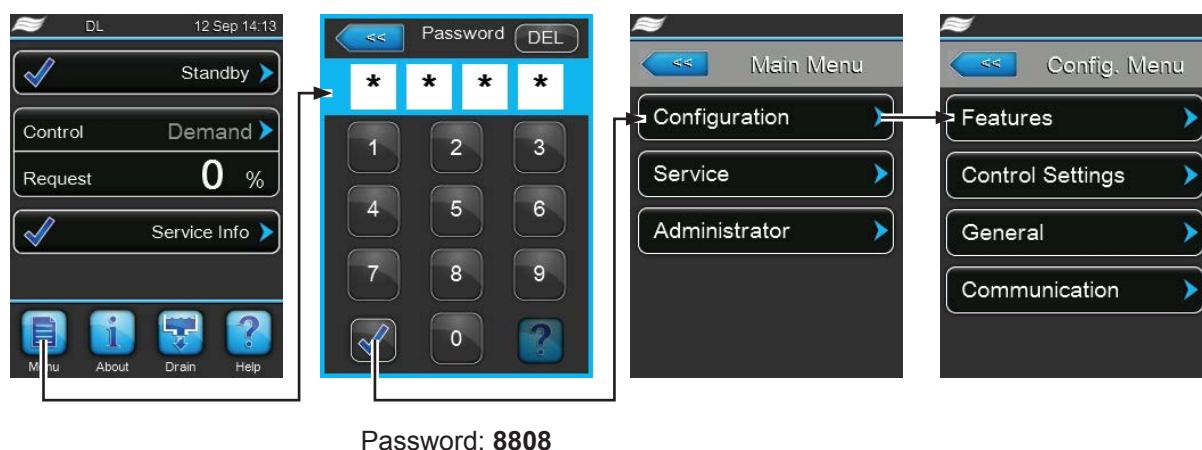 DL 12 Sep 14:13
Standby
Control Demand
Request 0 %
Service Info
Menu About Drain Help
<< Password DEL
* * * *
1 2 3
4 5 6
7 8 9
0 ?
Password: 8808
<< Main Menu
Configuration
Service
Administrator
<< Config. Menu
Features
Control Settings
General
Communication